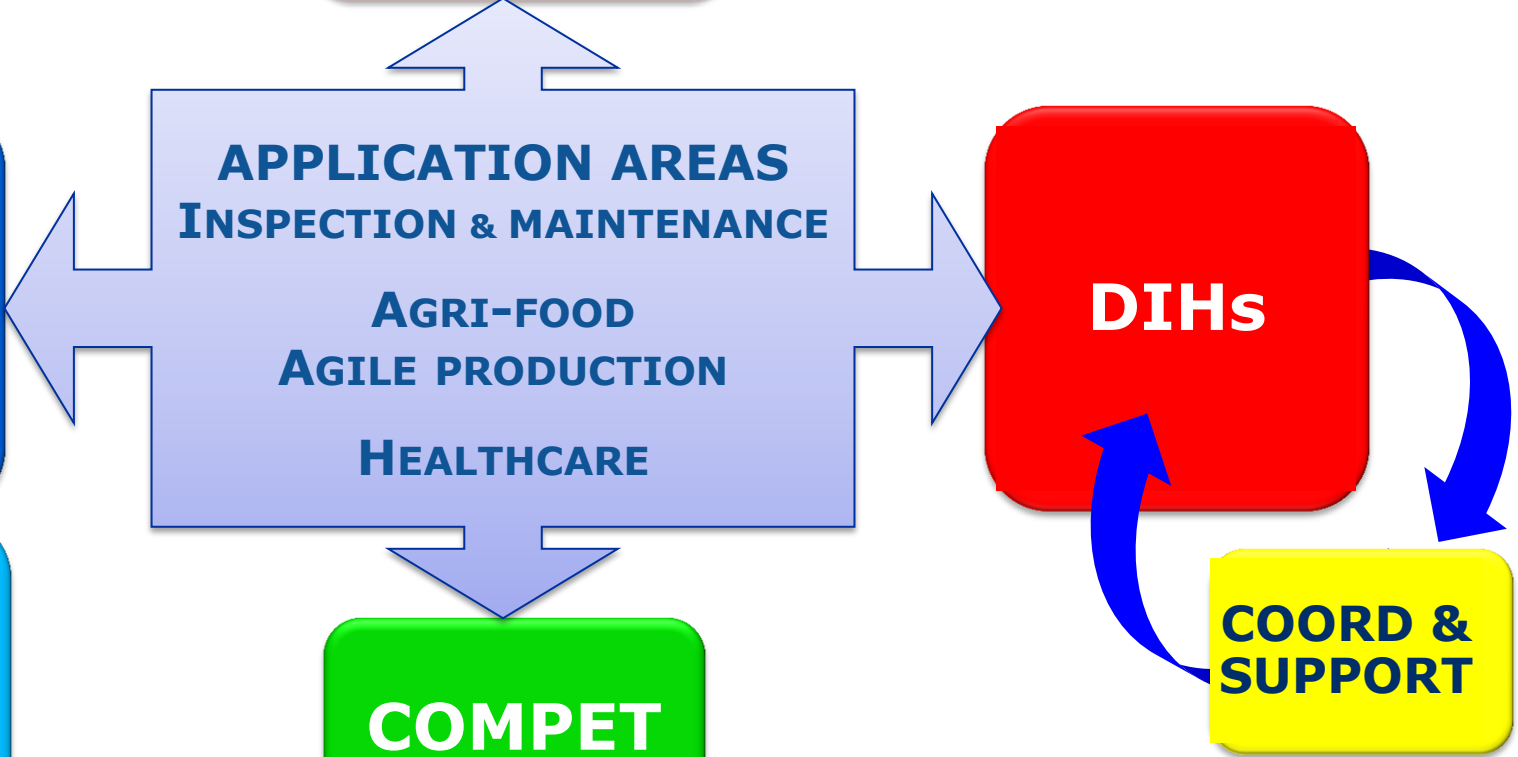 APPLICATION AREAS
INSPECTION & MAINTENANCE
AGRI-FOOD
AGILE PRODUCTION
HEALTHCARE
DIHs
COORD &
SUPPORT
COMPET